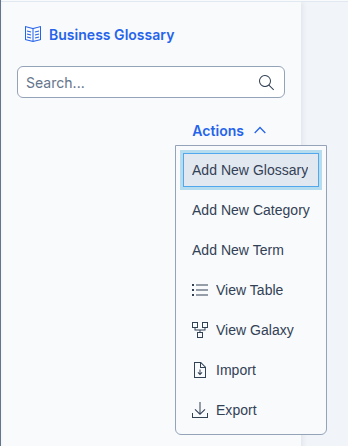 Business Glossary
Search...
Actions
Add New Glossary
Add New Category
Add New Term
View Table
View Galaxy
Import
Export